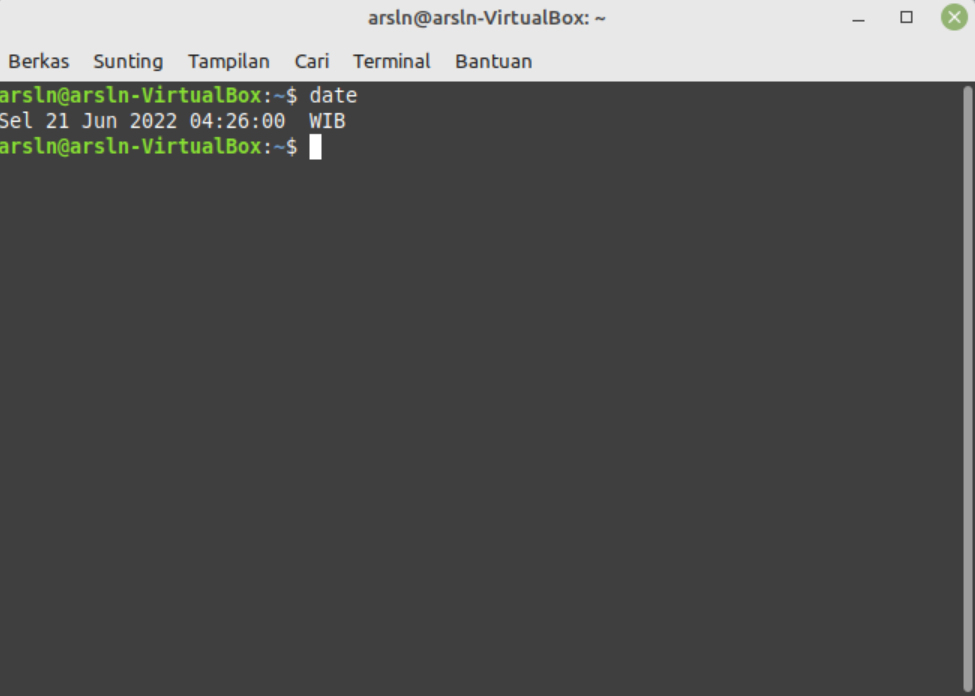 arsln@arsln-VirtualBox: ~
Berkas Sunting Tampilan Cari Terminal Bantuan
arsln@arsln-VirtualBox:~$ date
Sel 21 Jun 2022 04:26:00  WIB
arsln@arsln-VirtualBox:~$